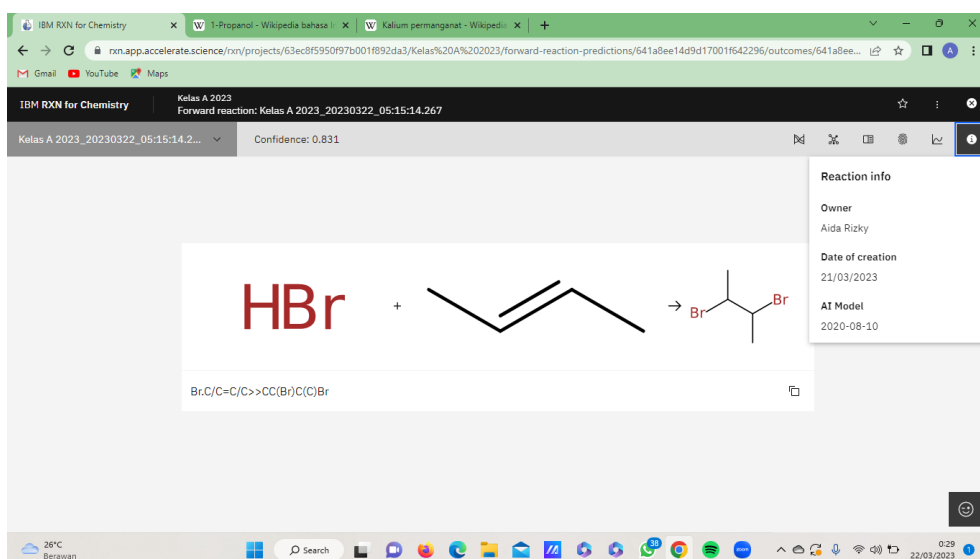 IBM RXN for Chemistry
1-Propanol - Wikipedia bahasa I
Kalium permanganat - Wikipedia
rxn.app.accelerate.science/rxn/projects/63ec8f5950f97b001f892da3/Kelas%20A%202023/forward-reaction-predictions/641a8ee14d9d17001f642296/outcomes/641a8ee...
A
Gmail
YouTube
Maps
IBM RXN for Chemistry
Kelas A 2023
Forward reaction: Kelas A 2023_20230322_05:15:14.267
Kelas A 2023_20230322_05:15:14.2...
Confidence: 0.831
Reaction info
Owner
Aida Rizky
Date of creation
21/03/2023
AI Model
2020-08-10
HBr + → Br Br
Br.C/C=C/C>>CC(Br)C(C)Br
26°C
Berawan
Search
38
zoom
0:29
22/03/2023
1